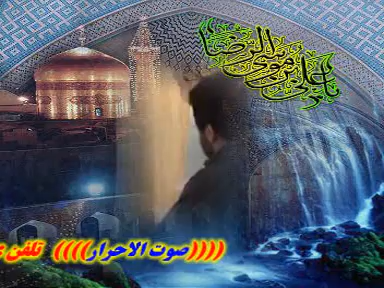 يا علي بن موسى الرضا
((((صوت الاحرار)))) تلفن